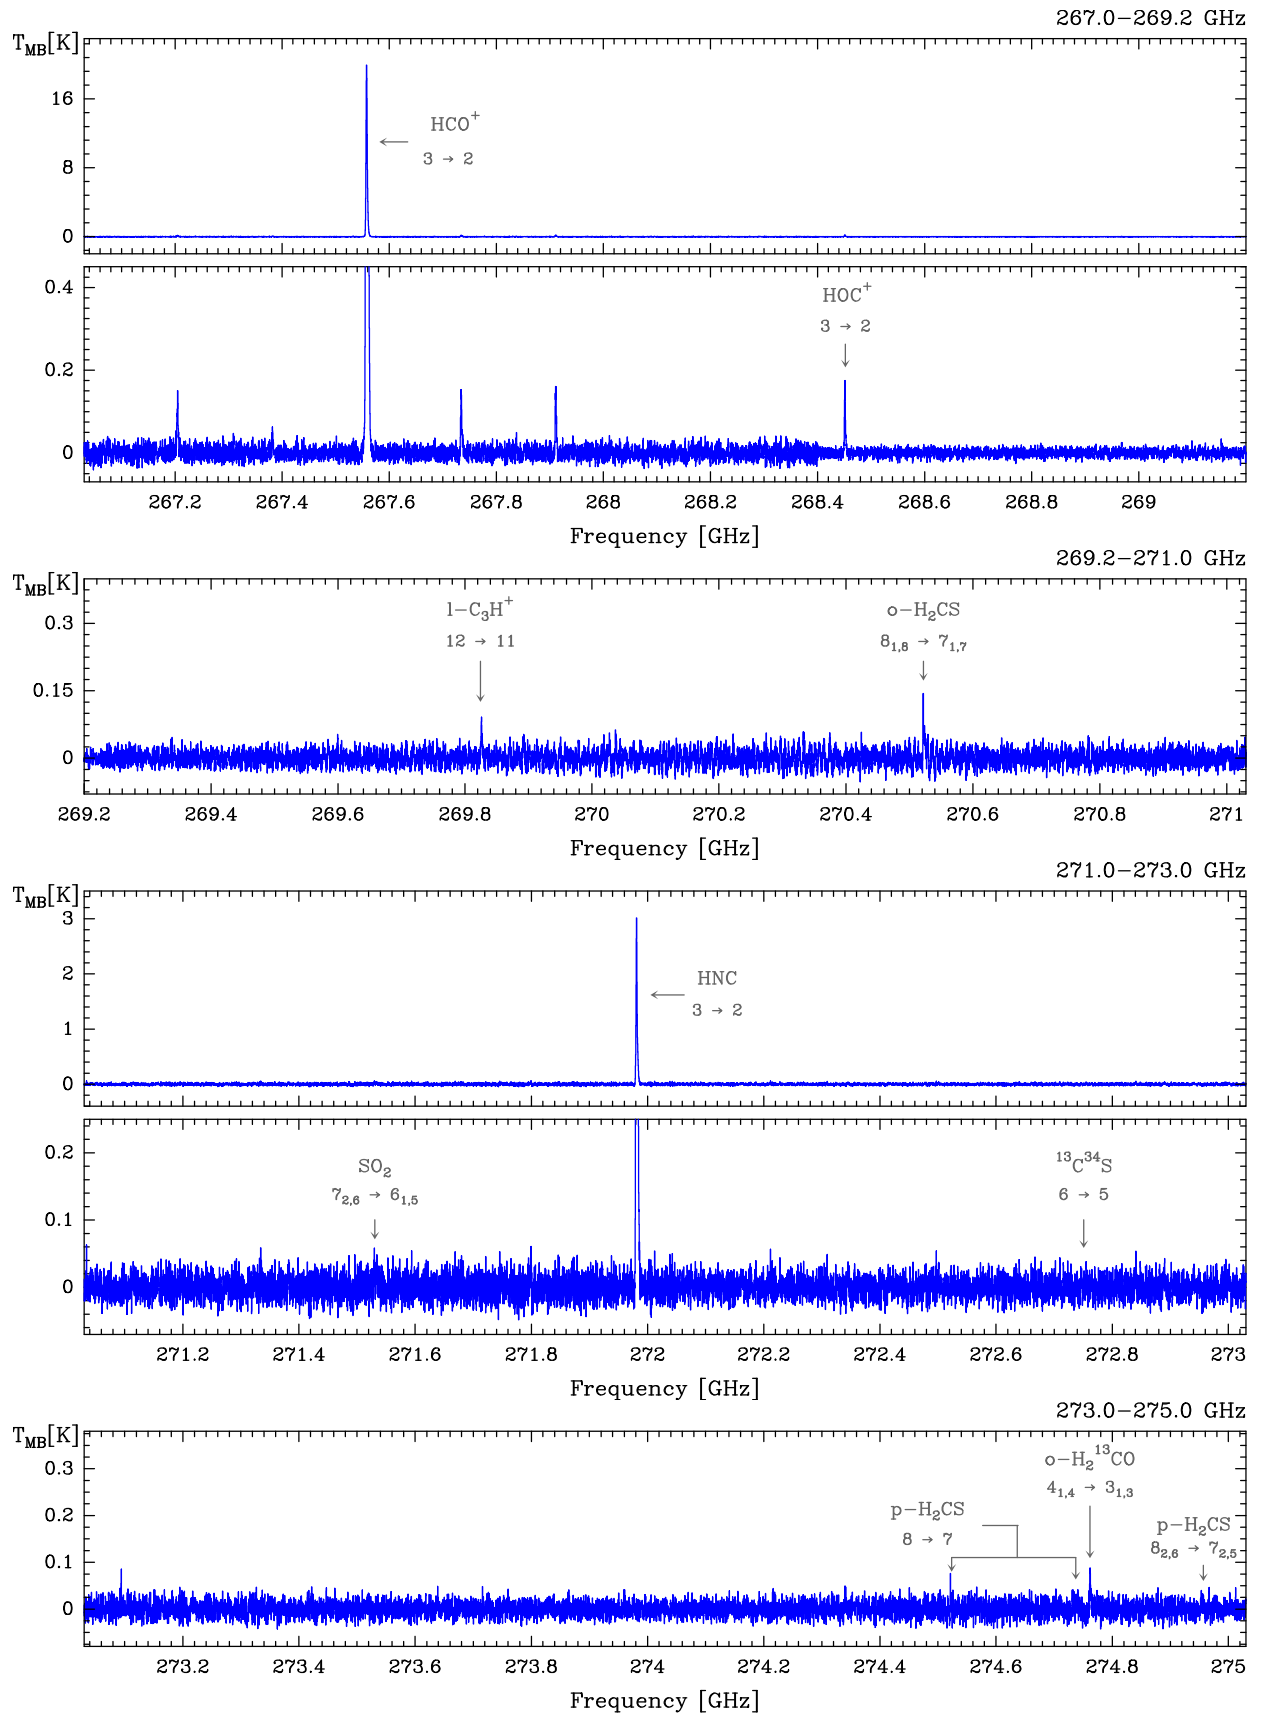 267.0−269.2 GHz
T_MB[K]
16
8
0
HCO⁺
3 → 2
0.4
0.2
0
HOC⁺
3 → 2
267.2 267.4 267.6 267.8 268 268.2 268.4 268.6 268.8 269
Frequency [GHz]
269.2−271.0 GHz
T_MB[K]
0.3
0.15
0
l−C₃H⁺
12 → 11
o−H₂CS
8₁,₈ → 7₁,₇
269.2 269.4 269.6 269.8 270 270.2 270.4 270.6 270.8 271
Frequency [GHz]
271.0−273.0 GHz
T_MB[K]
3
2
1
0
HNC
3 → 2
0.2
0.1
0
SO₂
7₂,₆ → 6₁,₅
¹³C³⁴S
6 → 5
271.2 271.4 271.6 271.8 272 272.2 272.4 272.6 272.8 273
Frequency [GHz]
273.0−275.0 GHz
T_MB[K]
0.3
0.2
0.1
0
p−H₂CS
8 → 7
o−H₂¹³CO
4₁,₄ → 3₁,₃
p−H₂CS
8₂,₆ → 7₂,₅
273.2 273.4 273.6 273.8 274 274.2 274.4 274.6 274.8 275
Frequency [GHz]